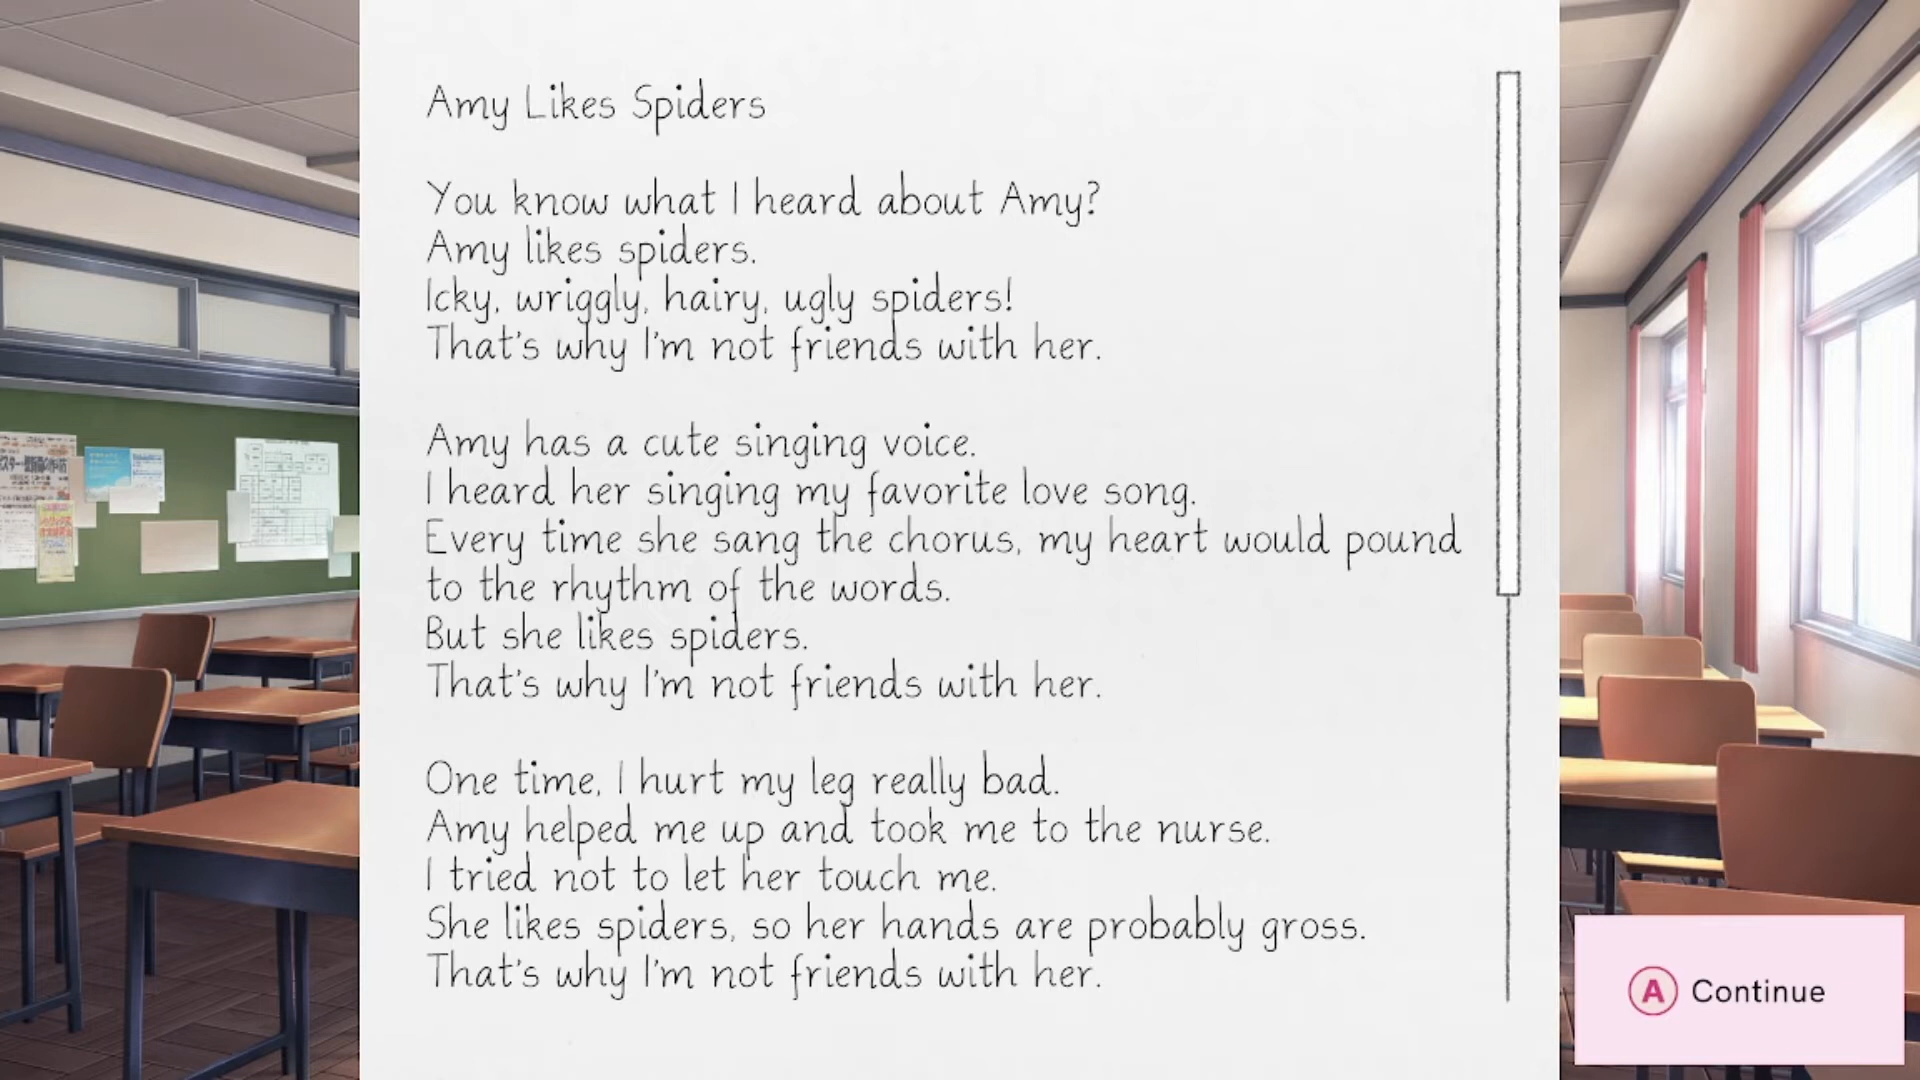 Amy Likes Spiders
You know what I heard about Amy?
Amy likes spiders.
Icky, wriggly, hairy, ugly spiders!
That's why I'm not friends with her.
Amy has a cute singing voice.
I heard her singing my favorite love song.
Every time she sang the chorus, my heart would pound
to the rhythm of the words.
But she likes spiders.
That's why I'm not friends with her.
One time, I hurt my leg really bad.
Amy helped me up and took me to the nurse.
I tried not to let her touch me.
She likes spiders, so her hands are probably gross.
That's why I'm not friends with her.
A Continue